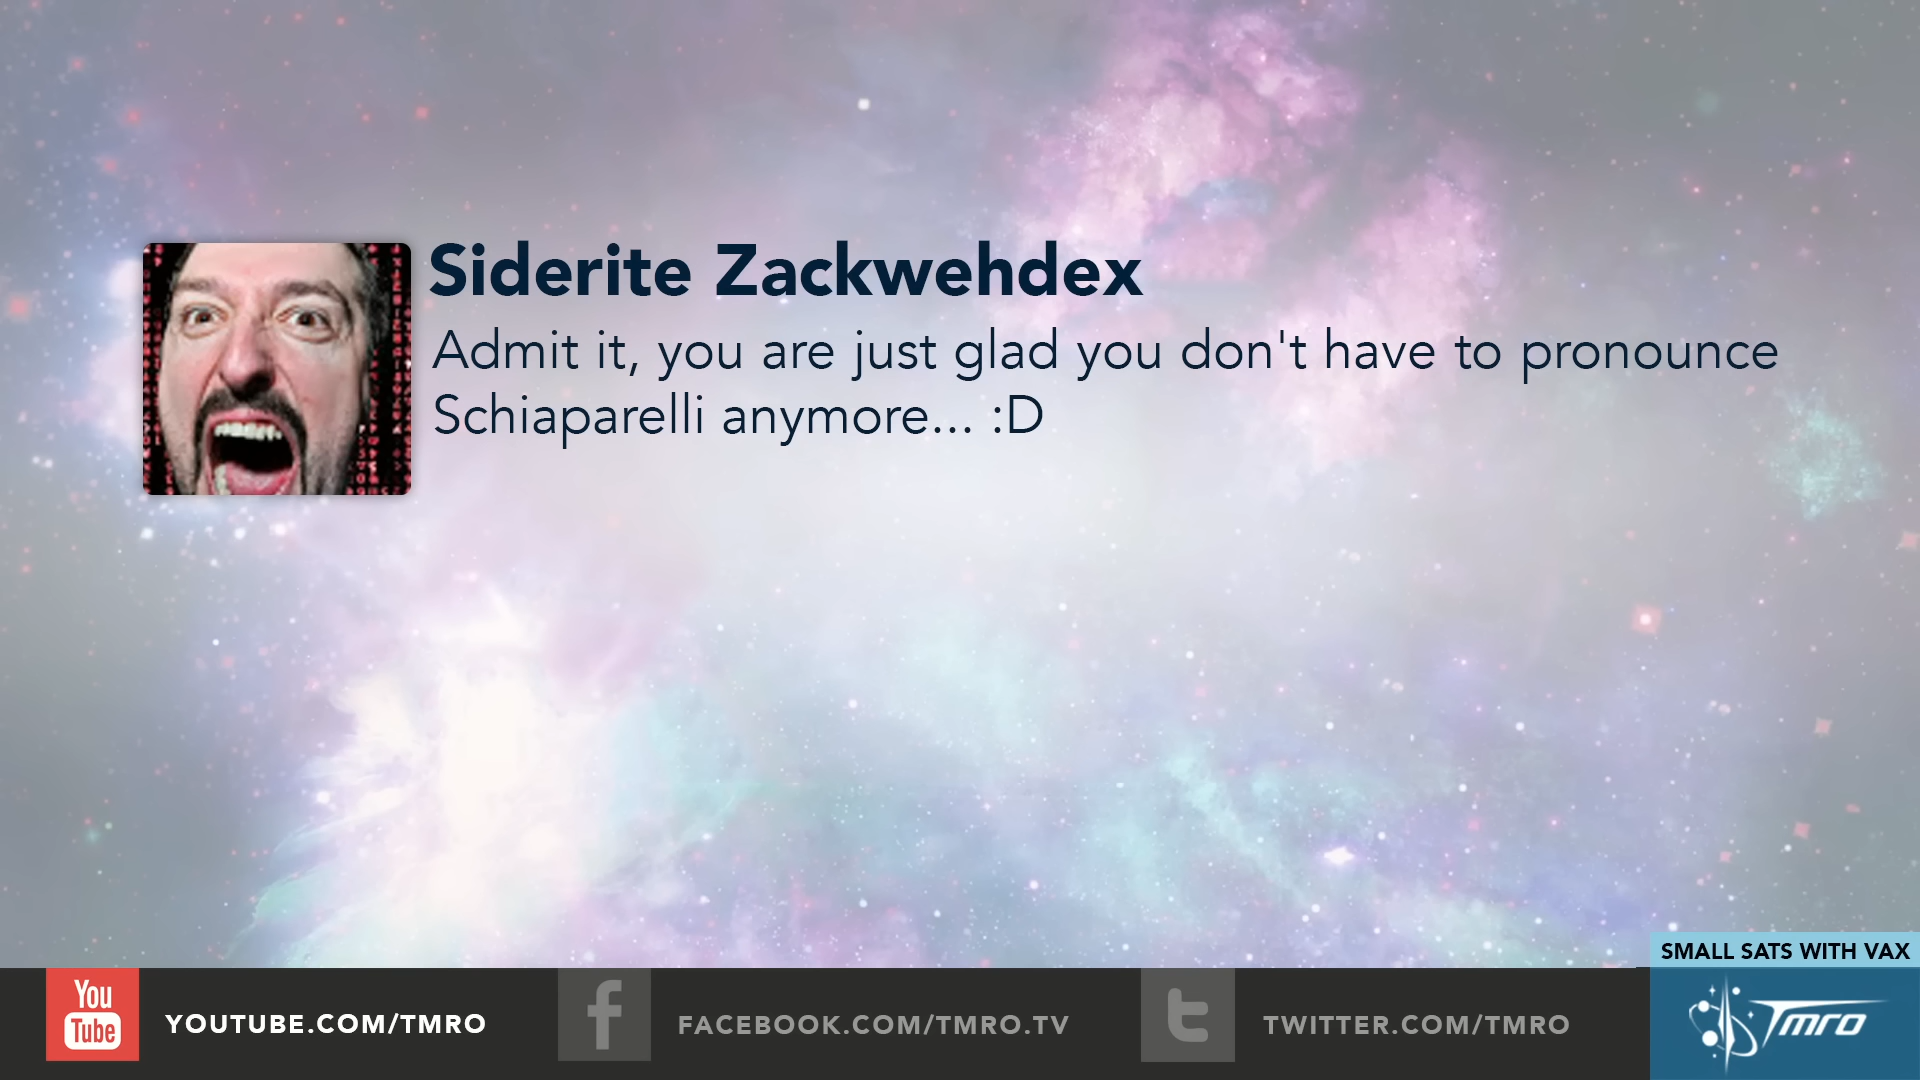 Siderite Zackwehdex
Admit it, you are just glad you don't have to pronounce
Schiaparelli anymore... :D
SMALL SATS WITH VAX
You
Tube
YOUTUBE.COM/TMRO
FACEBOOK.COM/TMRO.TV
TWITTER.COM/TMRO
Tmro